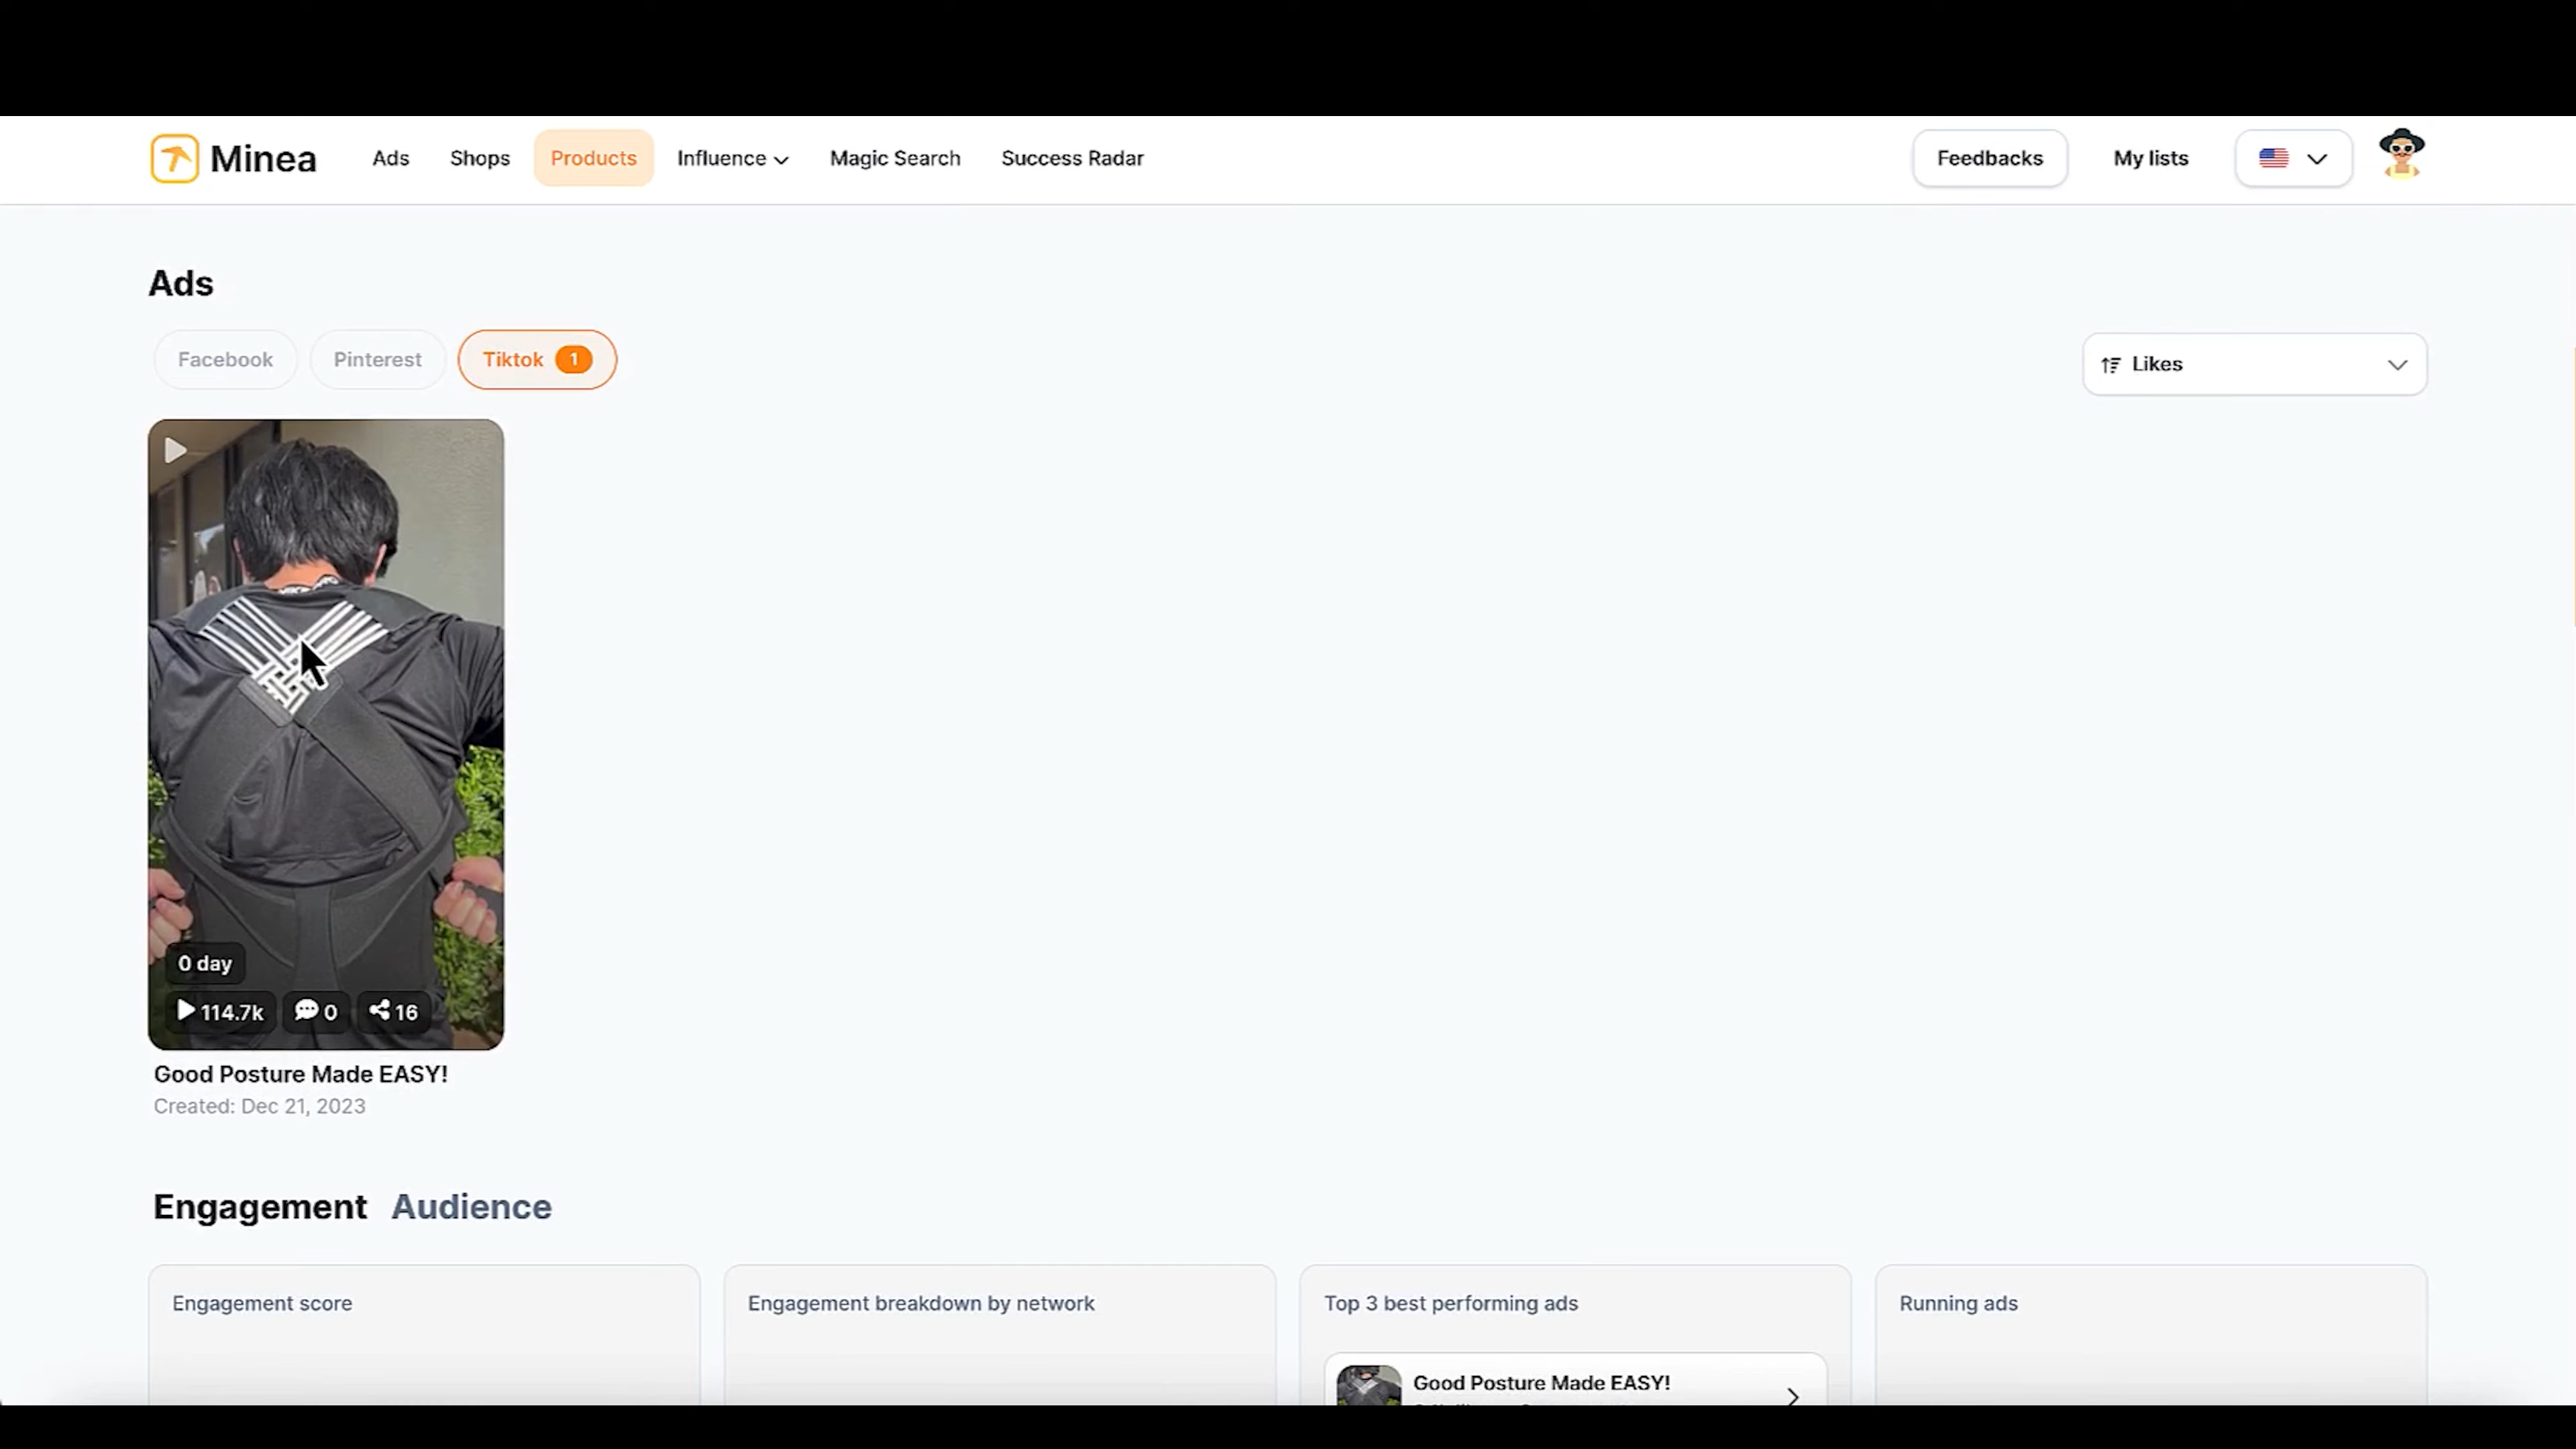 Minea Ads Shops Products Influence Magic Search Success Radar Feedbacks My lists
Ads
Facebook Pinterest Tiktok 1 Likes
0 day
114.7k 0 16
Good Posture Made EASY!
Created: Dec 21, 2023
Engagement Audience
Engagement score Engagement breakdown by network Top 3 best performing ads Running ads
Good Posture Made EASY!